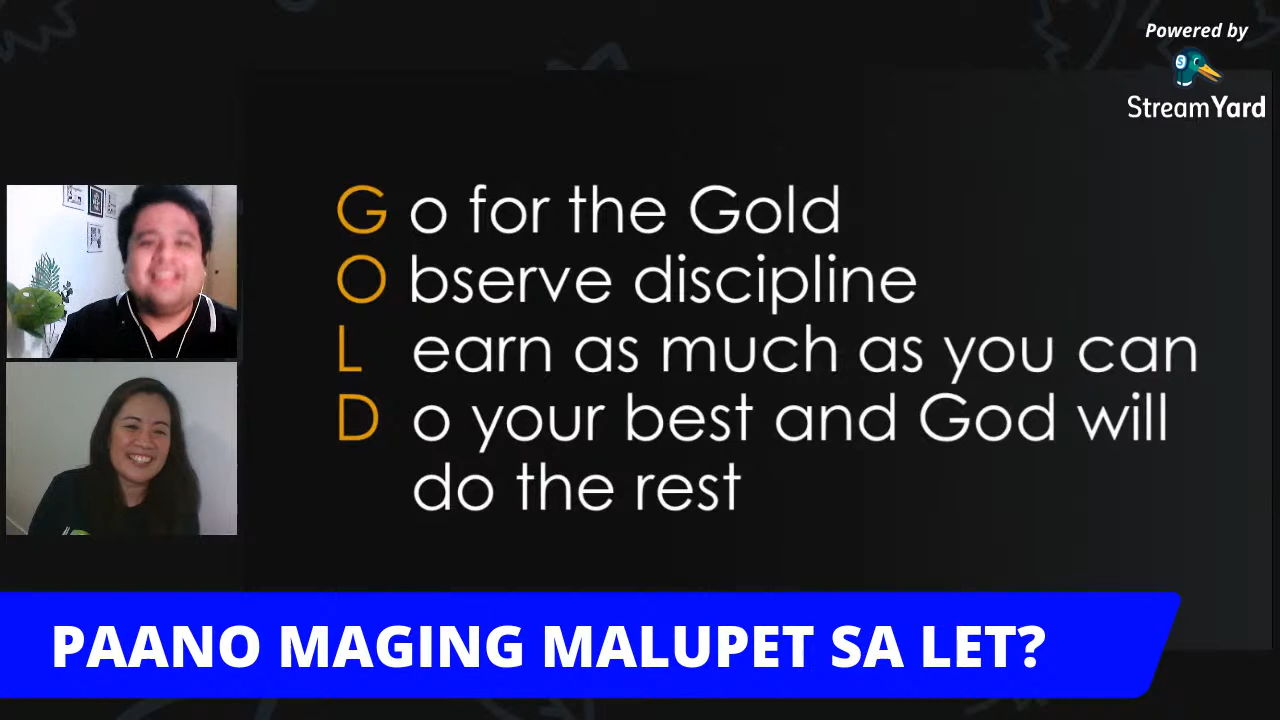 Powered by
StreamYard
G o for the Gold
O bserve discipline
L earn as much as you can
D o your best and God will
do the rest
PAANO MAGING MALUPET SA LET?